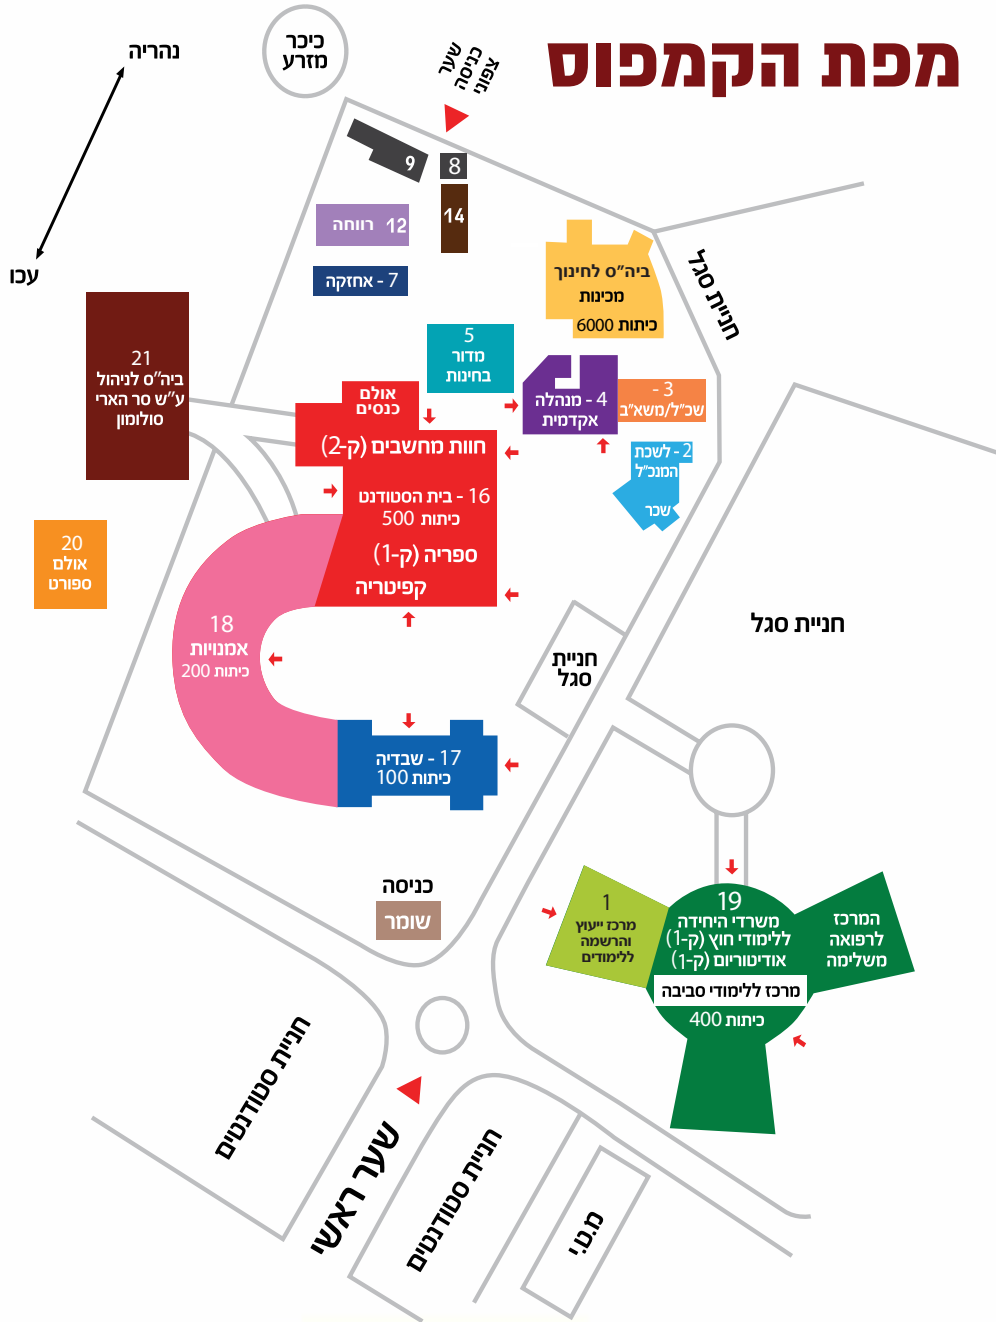 מפת הקמפוס
כיכר
מזרע
נהריה
עכו
שער
כניסה
צפוני
9
8
14
12 רווחה
7 - אחזקה
ביה"ס לחינוך
מכינות
כיתות 6000
חניית סגל
21
ביה"ס לניהול
ע"ש סר הארי
סולומון
5
מדור
בחינות
4 - מנהלה
אקדמית
3 -
שכ"ל/משא"ב
2 - לשכת
המנכ"ל
שכר
אולם
כנסים
חוות מחשבים (ק-2)
16 - בית הסטודנט
כיתות 500
ספריה (ק-1)
קפיטריה
20
אולם
ספורט
18
אמנויות
כיתות 200
חניית
סגל
חניית סגל
17 - שבדיה
כיתות 100
כניסה
שומר
1
מרכז ייעוץ
והרשמה
ללימודים
19
משרדי היחידה
ללימודי חוץ (ק-1)
אודיטוריום (ק-1)
מרכז ללימודי סביבה
כיתות 400
המרכז
לרפואה
משלימה
חניית סטודנטים
שער ראשי
חניית סטודנטים
מ.ט.י